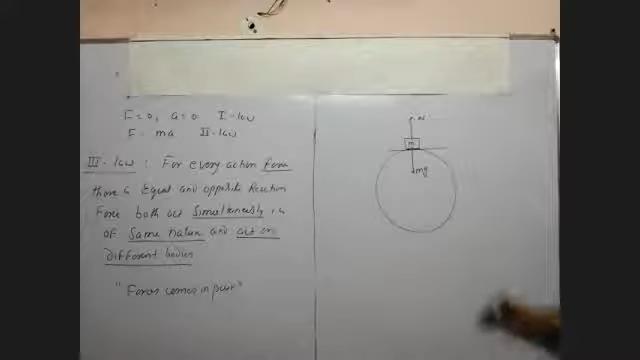 F=0, a=0 I-law
F = ma II-law
III-law : For every action force
there is Equal and opposite Reaction
Force both act Simultaneously is
of Same nature and act on
different bodies
"Forces comes in pair"
N
m
mg